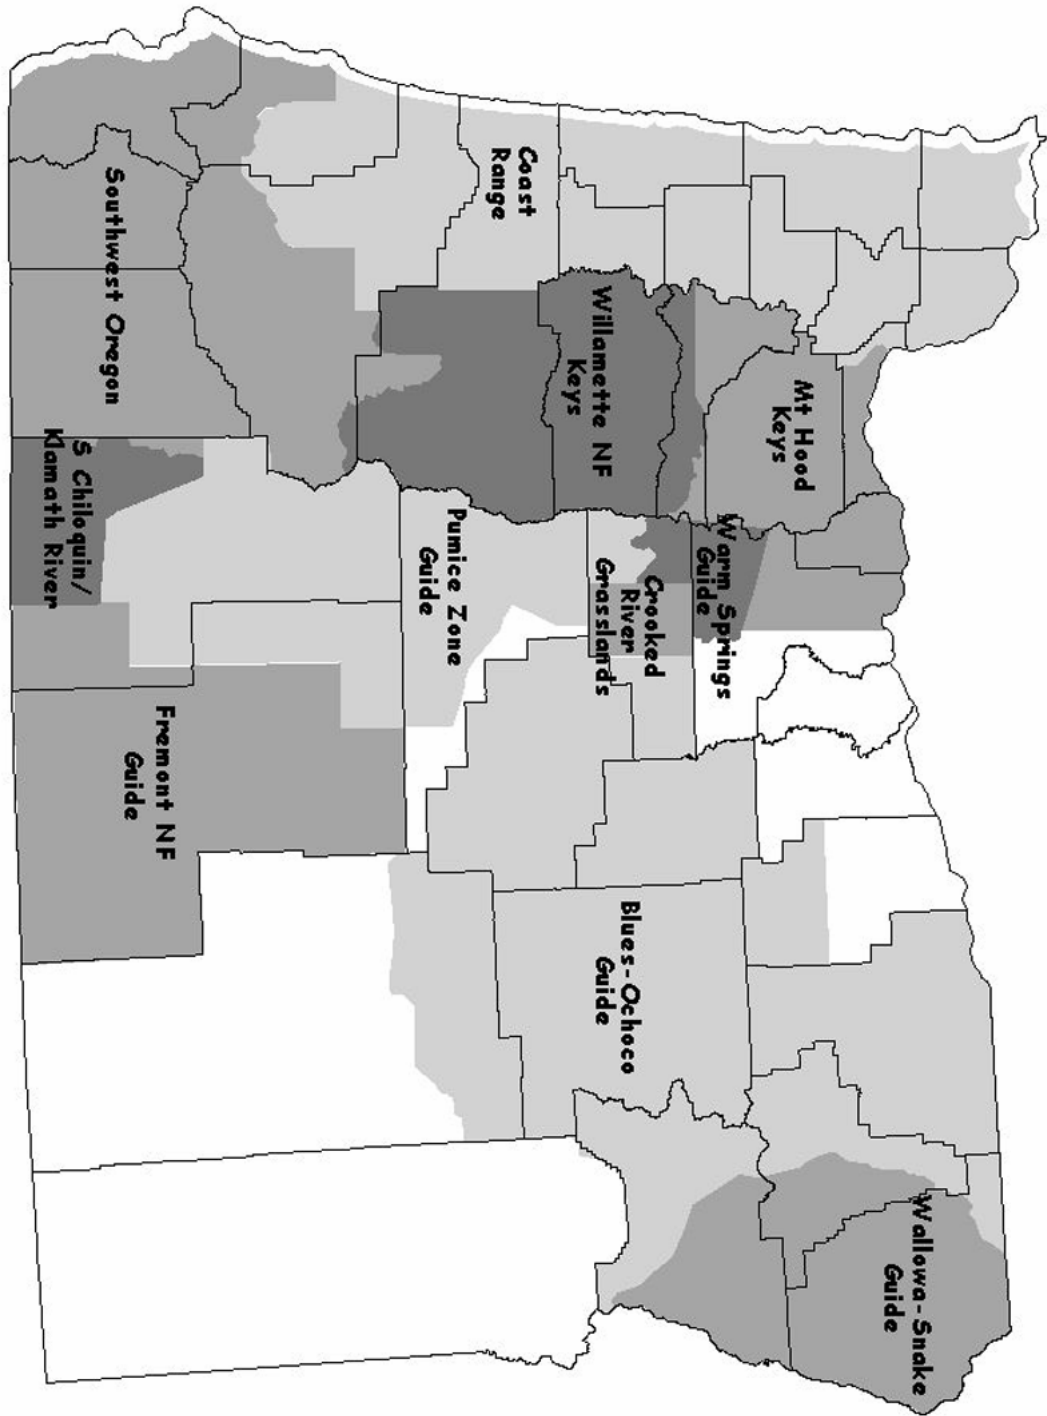 Coast
Range
Southwest Oregon
Willamette NF
Keys
Mt Hood
Keys
S Chiloquin/
Klamath River
Pumice Zone
Guide
Warm Springs
Guide
Crooked
River
Grasslands
Fremont NF
Guide
Blues-Ochoco
Guide
Wallowa-Snake
Guide